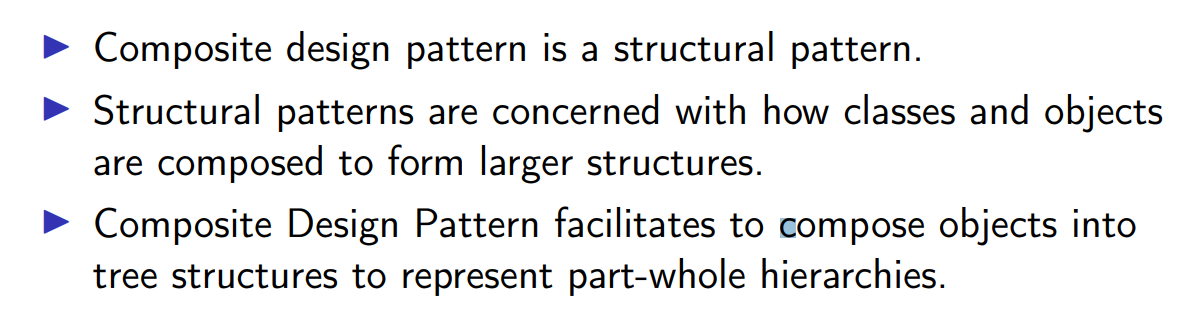 Composite design pattern is a structural pattern.
Structural patterns are concerned with how classes and objects
are composed to form larger structures.
Composite Design Pattern facilitates to compose objects into
tree structures to represent part-whole hierarchies.